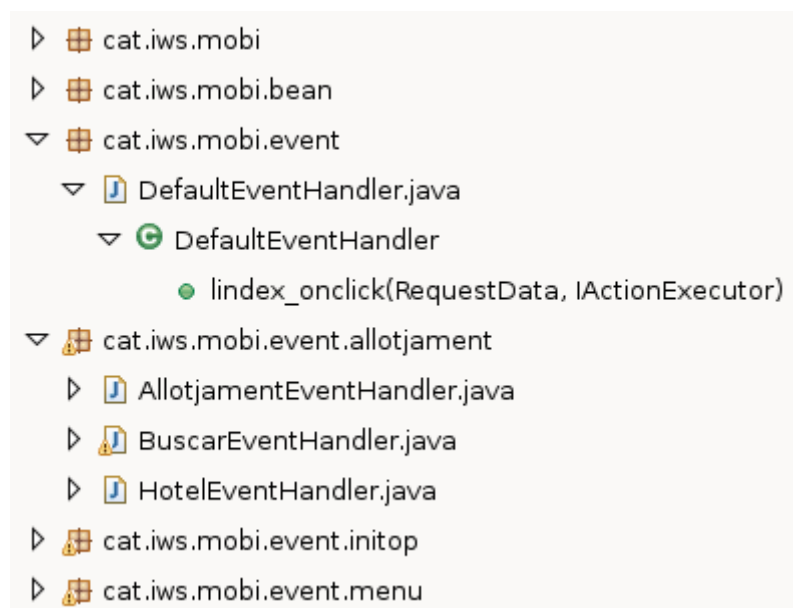 cat.iws.mobi
cat.iws.mobi.bean
cat.iws.mobi.event
DefaultEventHandler.java
DefaultEventHandler
lindex_onclick(RequestData, IActionExecutor)
cat.iws.mobi.event.allotjament
AllotjamentEventHandler.java
BuscarEventHandler.java
HotelEventHandler.java
cat.iws.mobi.event.initop
cat.iws.mobi.event.menu